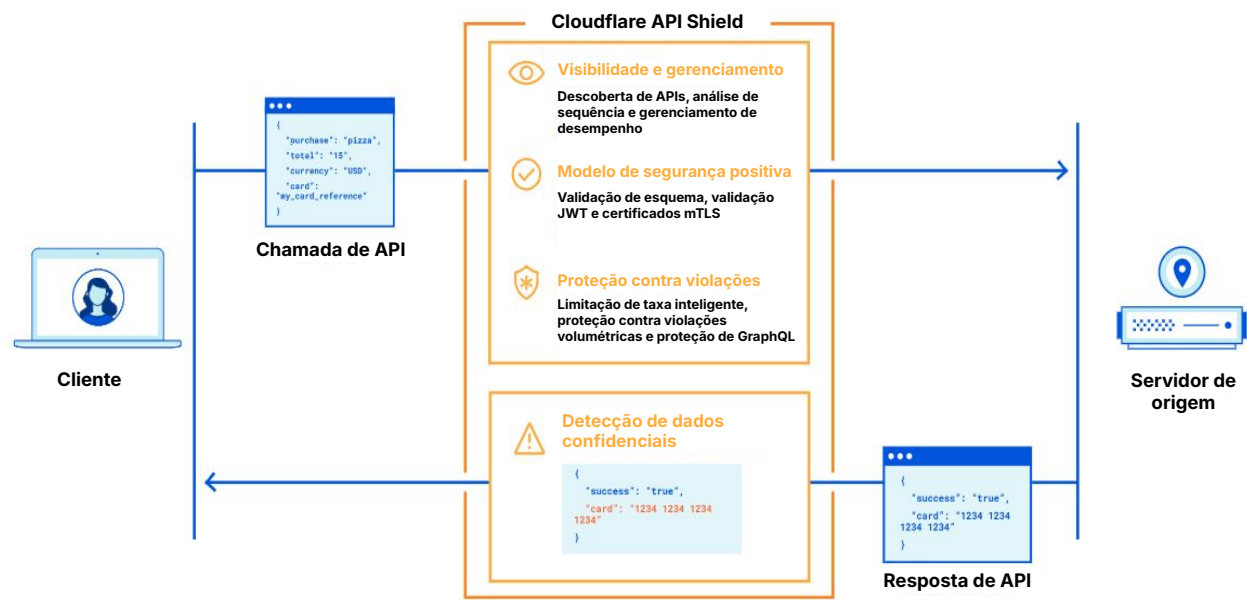 Cloudflare API Shield
Visibilidade e gerenciamento
Descoberta de APIs, análise de
sequência e gerenciamento de
desempenho
{
"purchase": "pizza",
"total": "15",
"currency": "USD",
"card":
"my_card_reference"
}
Chamada de API
Modelo de segurança positiva
Validação de esquema, validação
JWT e certificados mTLS
Proteção contra violações
Limitação de taxa inteligente,
proteção contra violações
volumétricas e proteção de GraphQL
Cliente
Servidor de
origem
Detecção de dados
confidenciais
{
"success": "true",
"card": "1234 1234 1234
1234"
}
{
"success": "true",
"card": "1234 1234
1234 1234"
}
Resposta de API